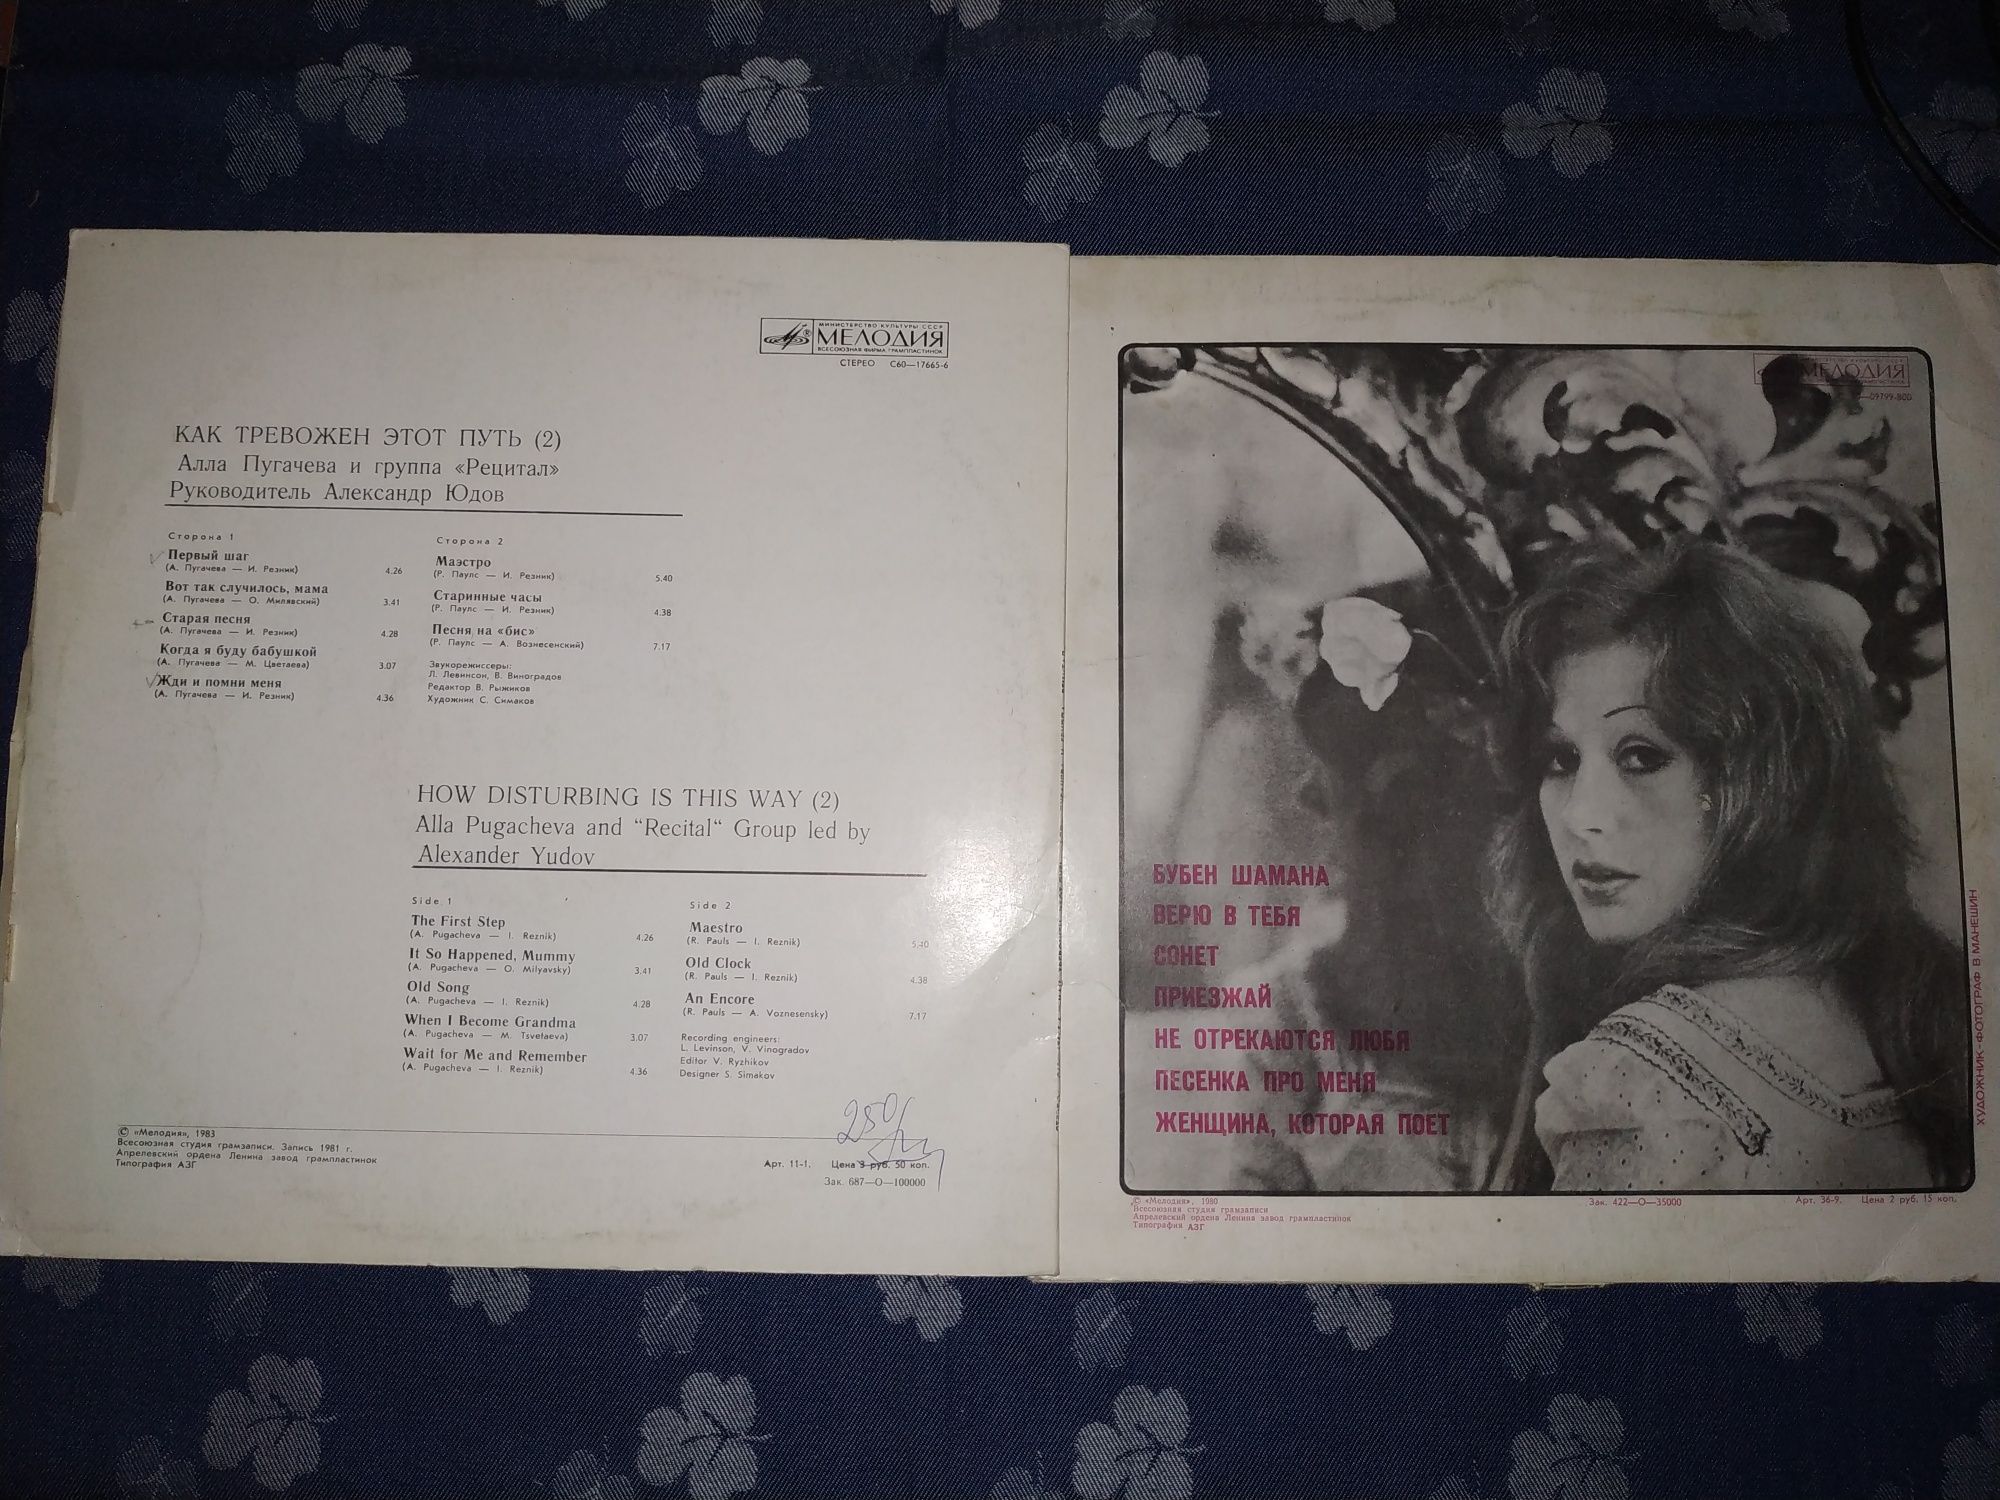 МИНИСТЕРСТВО КУЛЬТУРЫ СССР
МЕЛОДИЯ
ВСЕСОЮЗНАЯ ФИРМА ГРАМПЛАСТИНОК
СТЕРЕО С60—17665-6
КАК ТРЕВОЖЕН ЭТОТ ПУТЬ (2)
Алла Пугачева и группа «Рецитал»
Руководитель Александр Юдов
Сторона 1
Первый шаг
(А. Пугачева — И. Резник) 4.26
Вот так случилось, мама
(А. Пугачева — О. Милявский) 3.41
Старая песня
(А. Пугачева — И. Резник) 4.28
Когда я буду бабушкой
(А. Пугачева — М. Цветаева) 3.07
Жди и помни меня
(А. Пугачева — И. Резник) 4.36
Сторона 2
Маэстро
(Р. Паулс — И. Резник) 5.40
Старинные часы
(Р. Паулс — И. Резник) 4.38
Песня на «бис»
(Р. Паулс — А. Вознесенский) 7.17
Звукорежиссеры:
Л. Левинсон, В. Виноградов
Редактор В. Рыжиков
Художник С. Симаков
HOW DISTURBING IS THIS WAY (2)
Alla Pugacheva and “Recital“ Group led by
Alexander Yudov
Side 1
The First Step
(A. Pugacheva — I. Reznik) 4.26
It So Happened, Mummy
(A. Pugacheva — O. Milyavsky) 3.41
Old Song
(A. Pugacheva — I. Reznik) 4.28
When I Become Grandma
(A. Pugacheva — M. Tsvetaeva) 3.07
Wait for Me and Remember
(A. Pugacheva — I. Reznik) 4.36
Side 2
Maestro
(R. Pauls — I. Reznik) 5.40
Old Clock
(R. Pauls — I. Reznik) 4.38
An Encore
(R. Pauls — A. Voznesensky) 7.17
Recording engineers:
L. Levinson, V. Vinogradov
Editor V. Ryzhikov
Designer S. Simakov
© «Мелодия», 1983
Всесоюзная студия грамзаписи. Запись 1981 г.
Апрелевский ордена Ленина завод грампластинок
Типография АЗГ
Арт. 11-1. Цена 3 руб. 50 коп.
Зак. 687—О—100000
МЕЛОДИЯ
—09799-800
БУБЕН ШАМАНА
ВЕРЮ В ТЕБЯ
СОНЕТ
ПРИЕЗЖАЙ
НЕ ОТРЕКАЮТСЯ ЛЮБЯ
ПЕСЕНКА ПРО МЕНЯ
ЖЕНЩИНА, КОТОРАЯ ПОЕТ
ХУДОЖНИК-ФОТОГРАФ В МАНЕШИН
© «Мелодия», 1980
Всесоюзная студия грамзаписи
Апрелевский ордена Ленина завод грампластинок
Типография АЗГ
Зак. 422—О—35000
Арт. 36-9. Цена 2 руб. 15 коп.